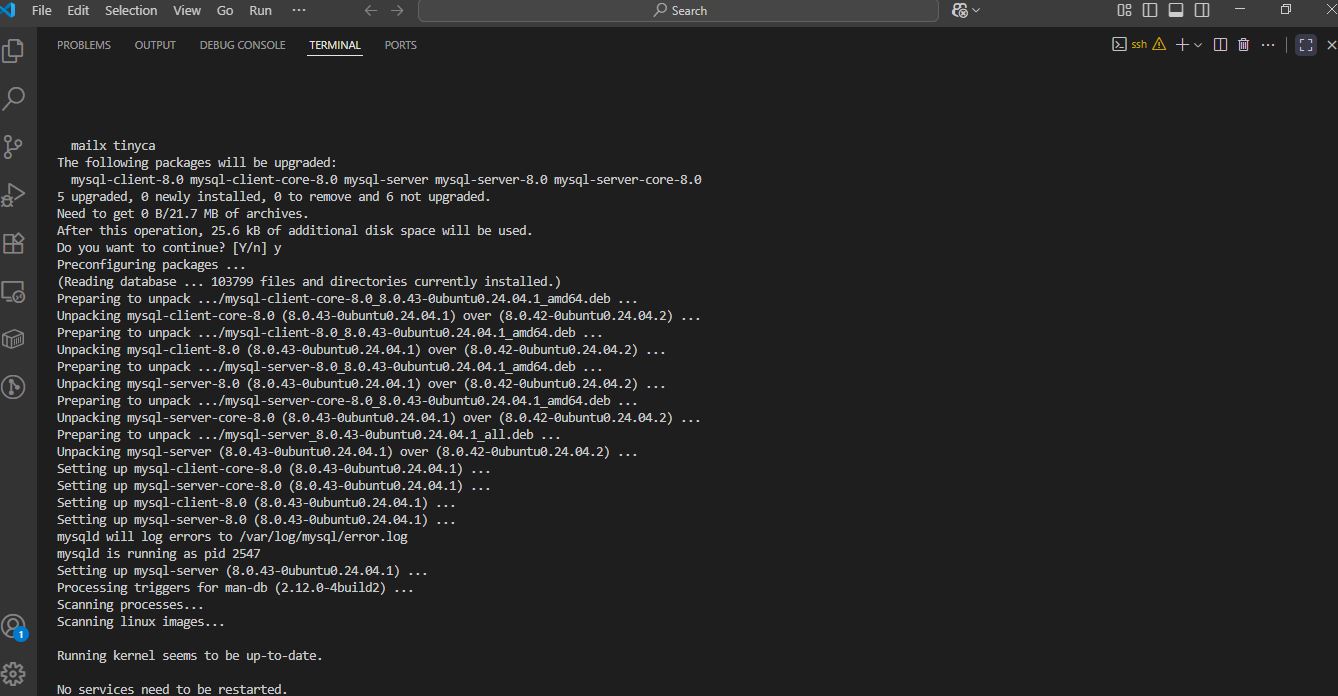 File Edit Selection View Go Run ··· Search
PROBLEMS OUTPUT DEBUG CONSOLE TERMINAL PORTS ssh
mailx tinyca
The following packages will be upgraded:
mysql-client-8.0 mysql-client-core-8.0 mysql-server mysql-server-8.0 mysql-server-core-8.0
5 upgraded, 0 newly installed, 0 to remove and 6 not upgraded.
Need to get 0 B/21.7 MB of archives.
After this operation, 25.6 kB of additional disk space will be used.
Do you want to continue? [Y/n] y
Preconfiguring packages ...
(Reading database ... 103799 files and directories currently installed.)
Preparing to unpack .../mysql-client-core-8.0_8.0.43-0ubuntu0.24.04.1_amd64.deb ...
Unpacking mysql-client-core-8.0 (8.0.43-0ubuntu0.24.04.1) over (8.0.42-0ubuntu0.24.04.2) ...
Preparing to unpack .../mysql-client-8.0_8.0.43-0ubuntu0.24.04.1_amd64.deb ...
Unpacking mysql-client-8.0 (8.0.43-0ubuntu0.24.04.1) over (8.0.42-0ubuntu0.24.04.2) ...
Preparing to unpack .../mysql-server-8.0_8.0.43-0ubuntu0.24.04.1_amd64.deb ...
Unpacking mysql-server-8.0 (8.0.43-0ubuntu0.24.04.1) over (8.0.42-0ubuntu0.24.04.2) ...
Preparing to unpack .../mysql-server-core-8.0_8.0.43-0ubuntu0.24.04.1_amd64.deb ...
Unpacking mysql-server-core-8.0 (8.0.43-0ubuntu0.24.04.1) over (8.0.42-0ubuntu0.24.04.2) ...
Preparing to unpack .../mysql-server_8.0.43-0ubuntu0.24.04.1_all.deb ...
Unpacking mysql-server (8.0.43-0ubuntu0.24.04.1) over (8.0.42-0ubuntu0.24.04.2) ...
Setting up mysql-client-core-8.0 (8.0.43-0ubuntu0.24.04.1) ...
Setting up mysql-server-core-8.0 (8.0.43-0ubuntu0.24.04.1) ...
Setting up mysql-client-8.0 (8.0.43-0ubuntu0.24.04.1) ...
Setting up mysql-server-8.0 (8.0.43-0ubuntu0.24.04.1) ...
mysqld will log errors to /var/log/mysql/error.log
mysqld is running as pid 2547
Setting up mysql-server (8.0.43-0ubuntu0.24.04.1) ...
Processing triggers for man-db (2.12.0-4build2) ...
Scanning processes...
Scanning linux images...
1
Running kernel seems to be up-to-date.
No services need to be restarted.